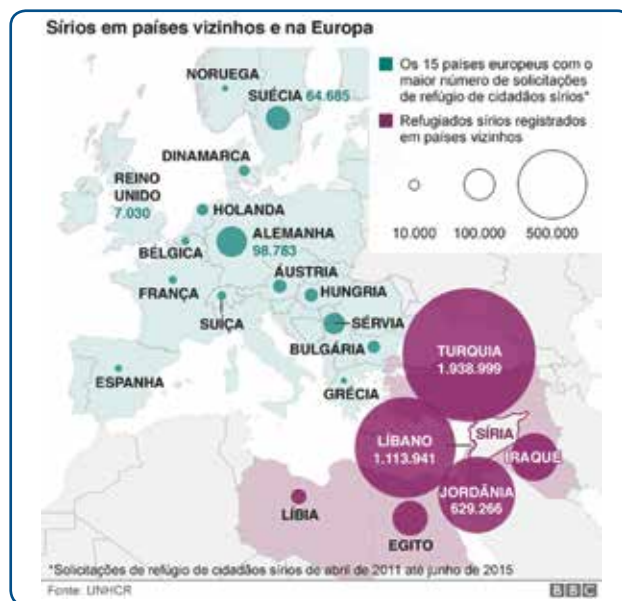 Sírios em países vizinhos e na Europa
Os 15 países europeus com o
maior número de solicitações
de refúgio de cidadãos sírios*
Refugiados sírios registrados
em países vizinhos
10.000
100.000
500.000
NORUEGA
SUÉCIA 64.685
DINAMARCA
REINO
UNIDO
7.030
HOLANDA
ALEMANHA
98.783
BÉLGICA
ÁUSTRIA
FRANÇA
HUNGRIA
SUÍÇA
SÉRVIA
BULGÁRIA
ESPANHA
GRÉCIA
TURQUIA
1.938.999
LÍBANO
1.113.941
SÍRIA
IRAQUE
JORDÂNIA
629.266
LÍBIA
EGITO
*Solicitações de refúgio de cidadãos sírios de abril de 2011 até junho de 2015
Fonte: UNHCR
BBC